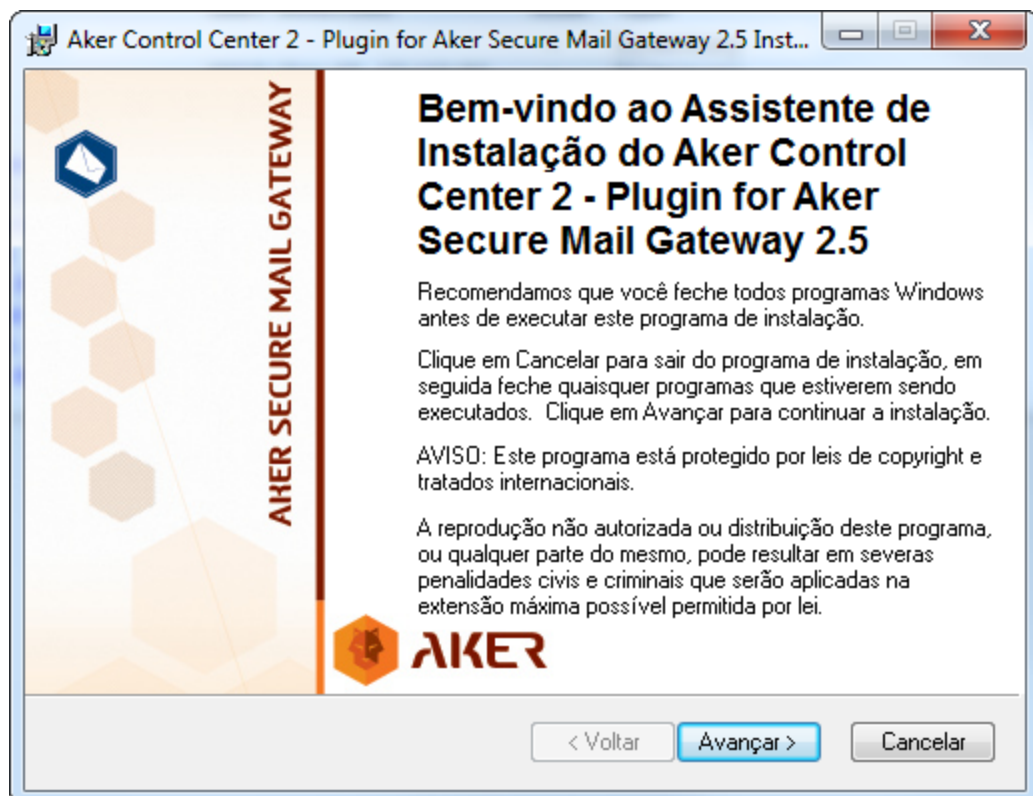 Aker Control Center 2 - Plugin for Aker Secure Mail Gateway 2.5 Inst...
AKER SECURE MAIL GATEWAY
Bem-vindo ao Assistente de
Instalação do Aker Control
Center 2 - Plugin for Aker
Secure Mail Gateway 2.5
Recomendamos que você feche todos programas Windows
antes de executar este programa de instalação.
Clique em Cancelar para sair do programa de instalação, em
seguida feche quaisquer programas que estiverem sendo
executados.  Clique em Avançar para continuar a instalação.
AVISO: Este programa está protegido por leis de copyright e
tratados internacionais.
A reprodução não autorizada ou distribuição deste programa,
ou qualquer parte do mesmo, pode resultar em severas
penalidades civis e criminais que serão aplicadas na
extensão máxima possível permitida por lei.
AKER
< Voltar
Avançar >
Cancelar